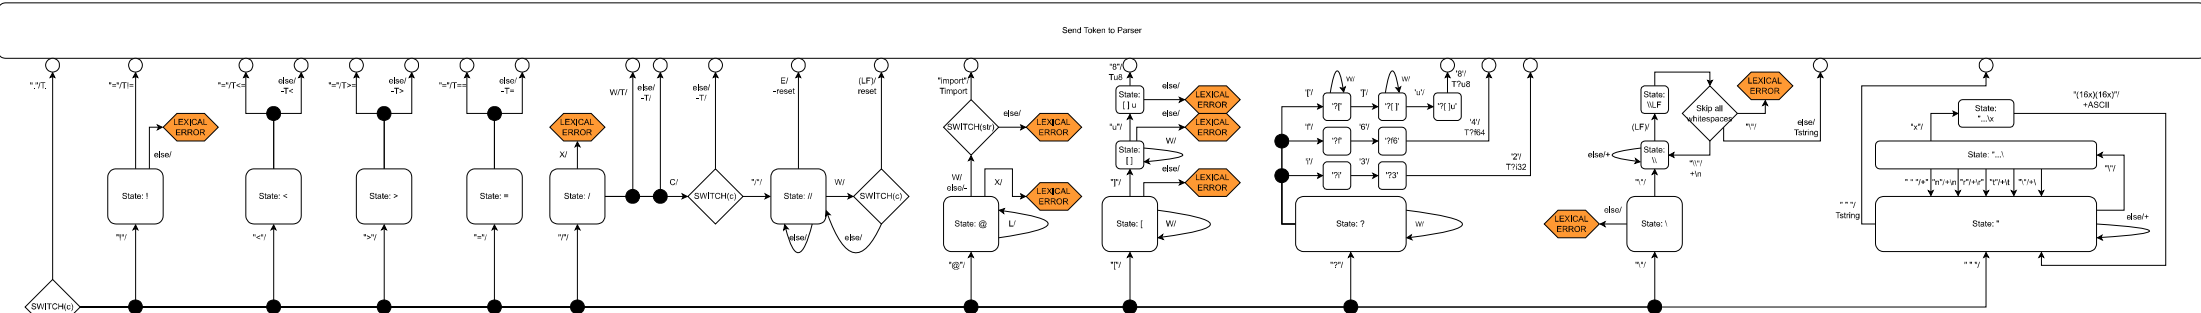 Send Token to Parser
"."/T.
"="/T!=
"="/T<=
else/
-T<
"="/T>=
else/
-T>
"="/T==
else/
-T=
W/T/
else/
-T/
else/
-T/
E/
-reset
(LF)/
reset
"import"/
Timport
"8"/
Tu8
else/
'8'/
T?u8
'4'/
T?f64
"2"/
T?i32
else/
Tstring
LEXICAL
ERROR
else/
LEXICAL
ERROR
X/
SWITCH(str)
else/
LEXICAL
ERROR
State:
[ ] u
LEXICAL
ERROR
"u"/
else/
LEXICAL
ERROR
State:
[ ]
W/
'['/
'?['
W/
']'/
'?[ ]'
W/
'u'/
'?[ ]u'
'f'/
'?f'
'6'/
'?f6'
'i'/
'?i'
'3'/
'?3'
State:
\\LF
Skip all
whitespaces
LEXICAL
ERROR
"\"/
(LF)/
State:
\\
else/+
"\\"/
+\n
State:
"...\x
"(16x)(16x)"/
+ASCII
"x"/
State: "...\
" " "/+"
"n"/+\n
"r"/+\r
"t"/+\t
"\"/+\
"\"/
" " "/
Tstring
State: !
State: <
State: >
State: =
State: /
C/
SWITCH(c)
"/"/
State: //
W/
SWITCH(c)
else/
else/
W/
else/-
X/
LEXICAL
ERROR
State: @
L/
"]"/
else/
LEXICAL
ERROR
State: [
W/
State: ?
W/
"\"/
LEXICAL
ERROR
else/
State: \
State: "
else/+
"!"/
"<"/
">"/
"="/
"/"/
"@"/
"["/
"?"/
"\"/
" " "/
SWITCH(c)